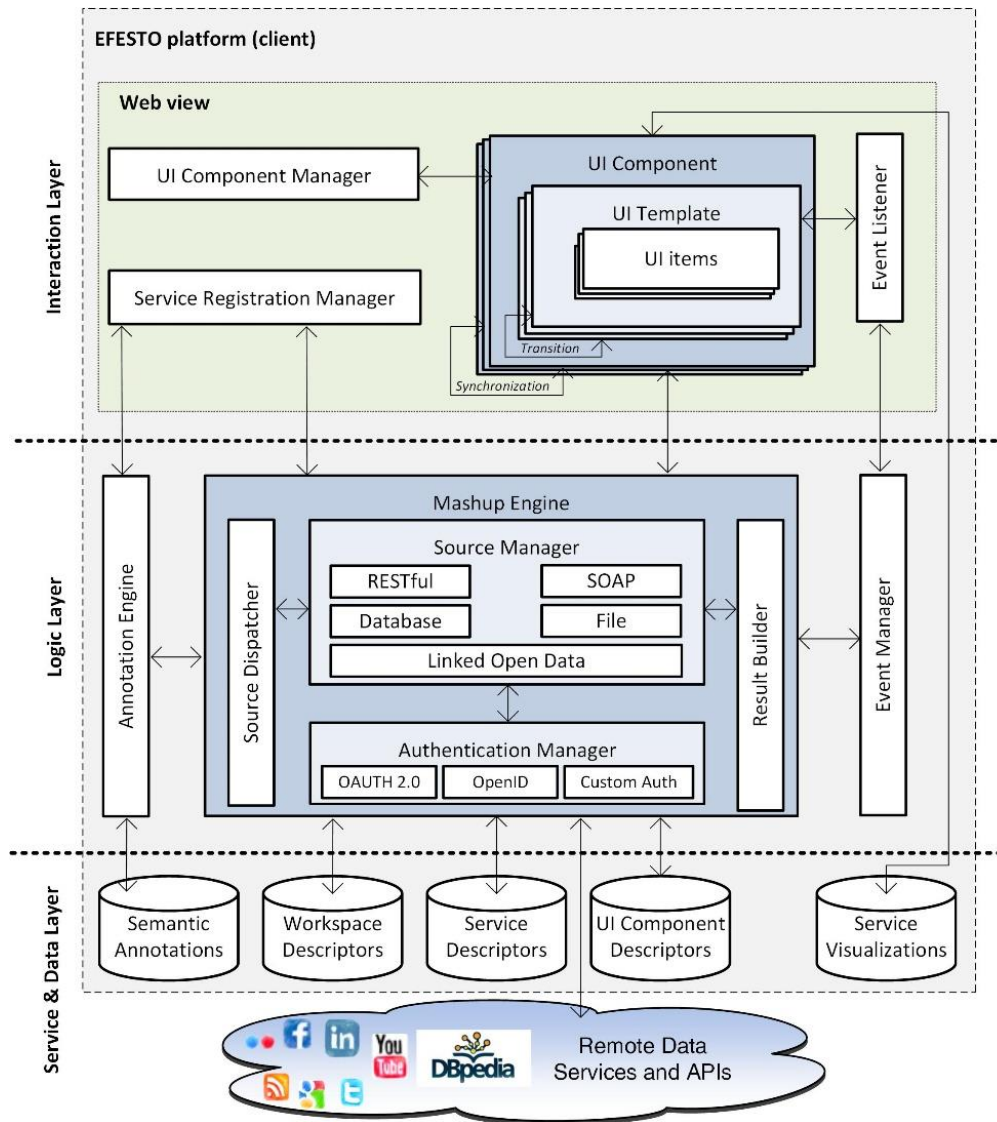 EFESTO platform (client)
Web view
Interaction Layer
UI Component Manager
UI Component
UI Template
UI items
Event Listener
Service Registration Manager
Transition
Synchronization
Logic Layer
Annotation Engine
Mashup Engine
Source Dispatcher
Source Manager
RESTful
SOAP
Database
File
Linked Open Data
Authentication Manager
OAUTH 2.0
OpenID
Custom Auth
Result Builder
Event Manager
Service & Data Layer
Semantic
Annotations
Workspace
Descriptors
Service
Descriptors
UI Component
Descriptors
Service
Visualizations
f
in
You
Tube
DBpedia
t
Remote Data
Services and APIs